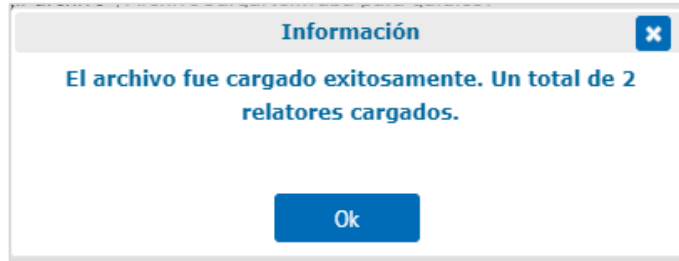 Información
El archivo fue cargado exitosamente. Un total de 2
relatores cargados.
Ok